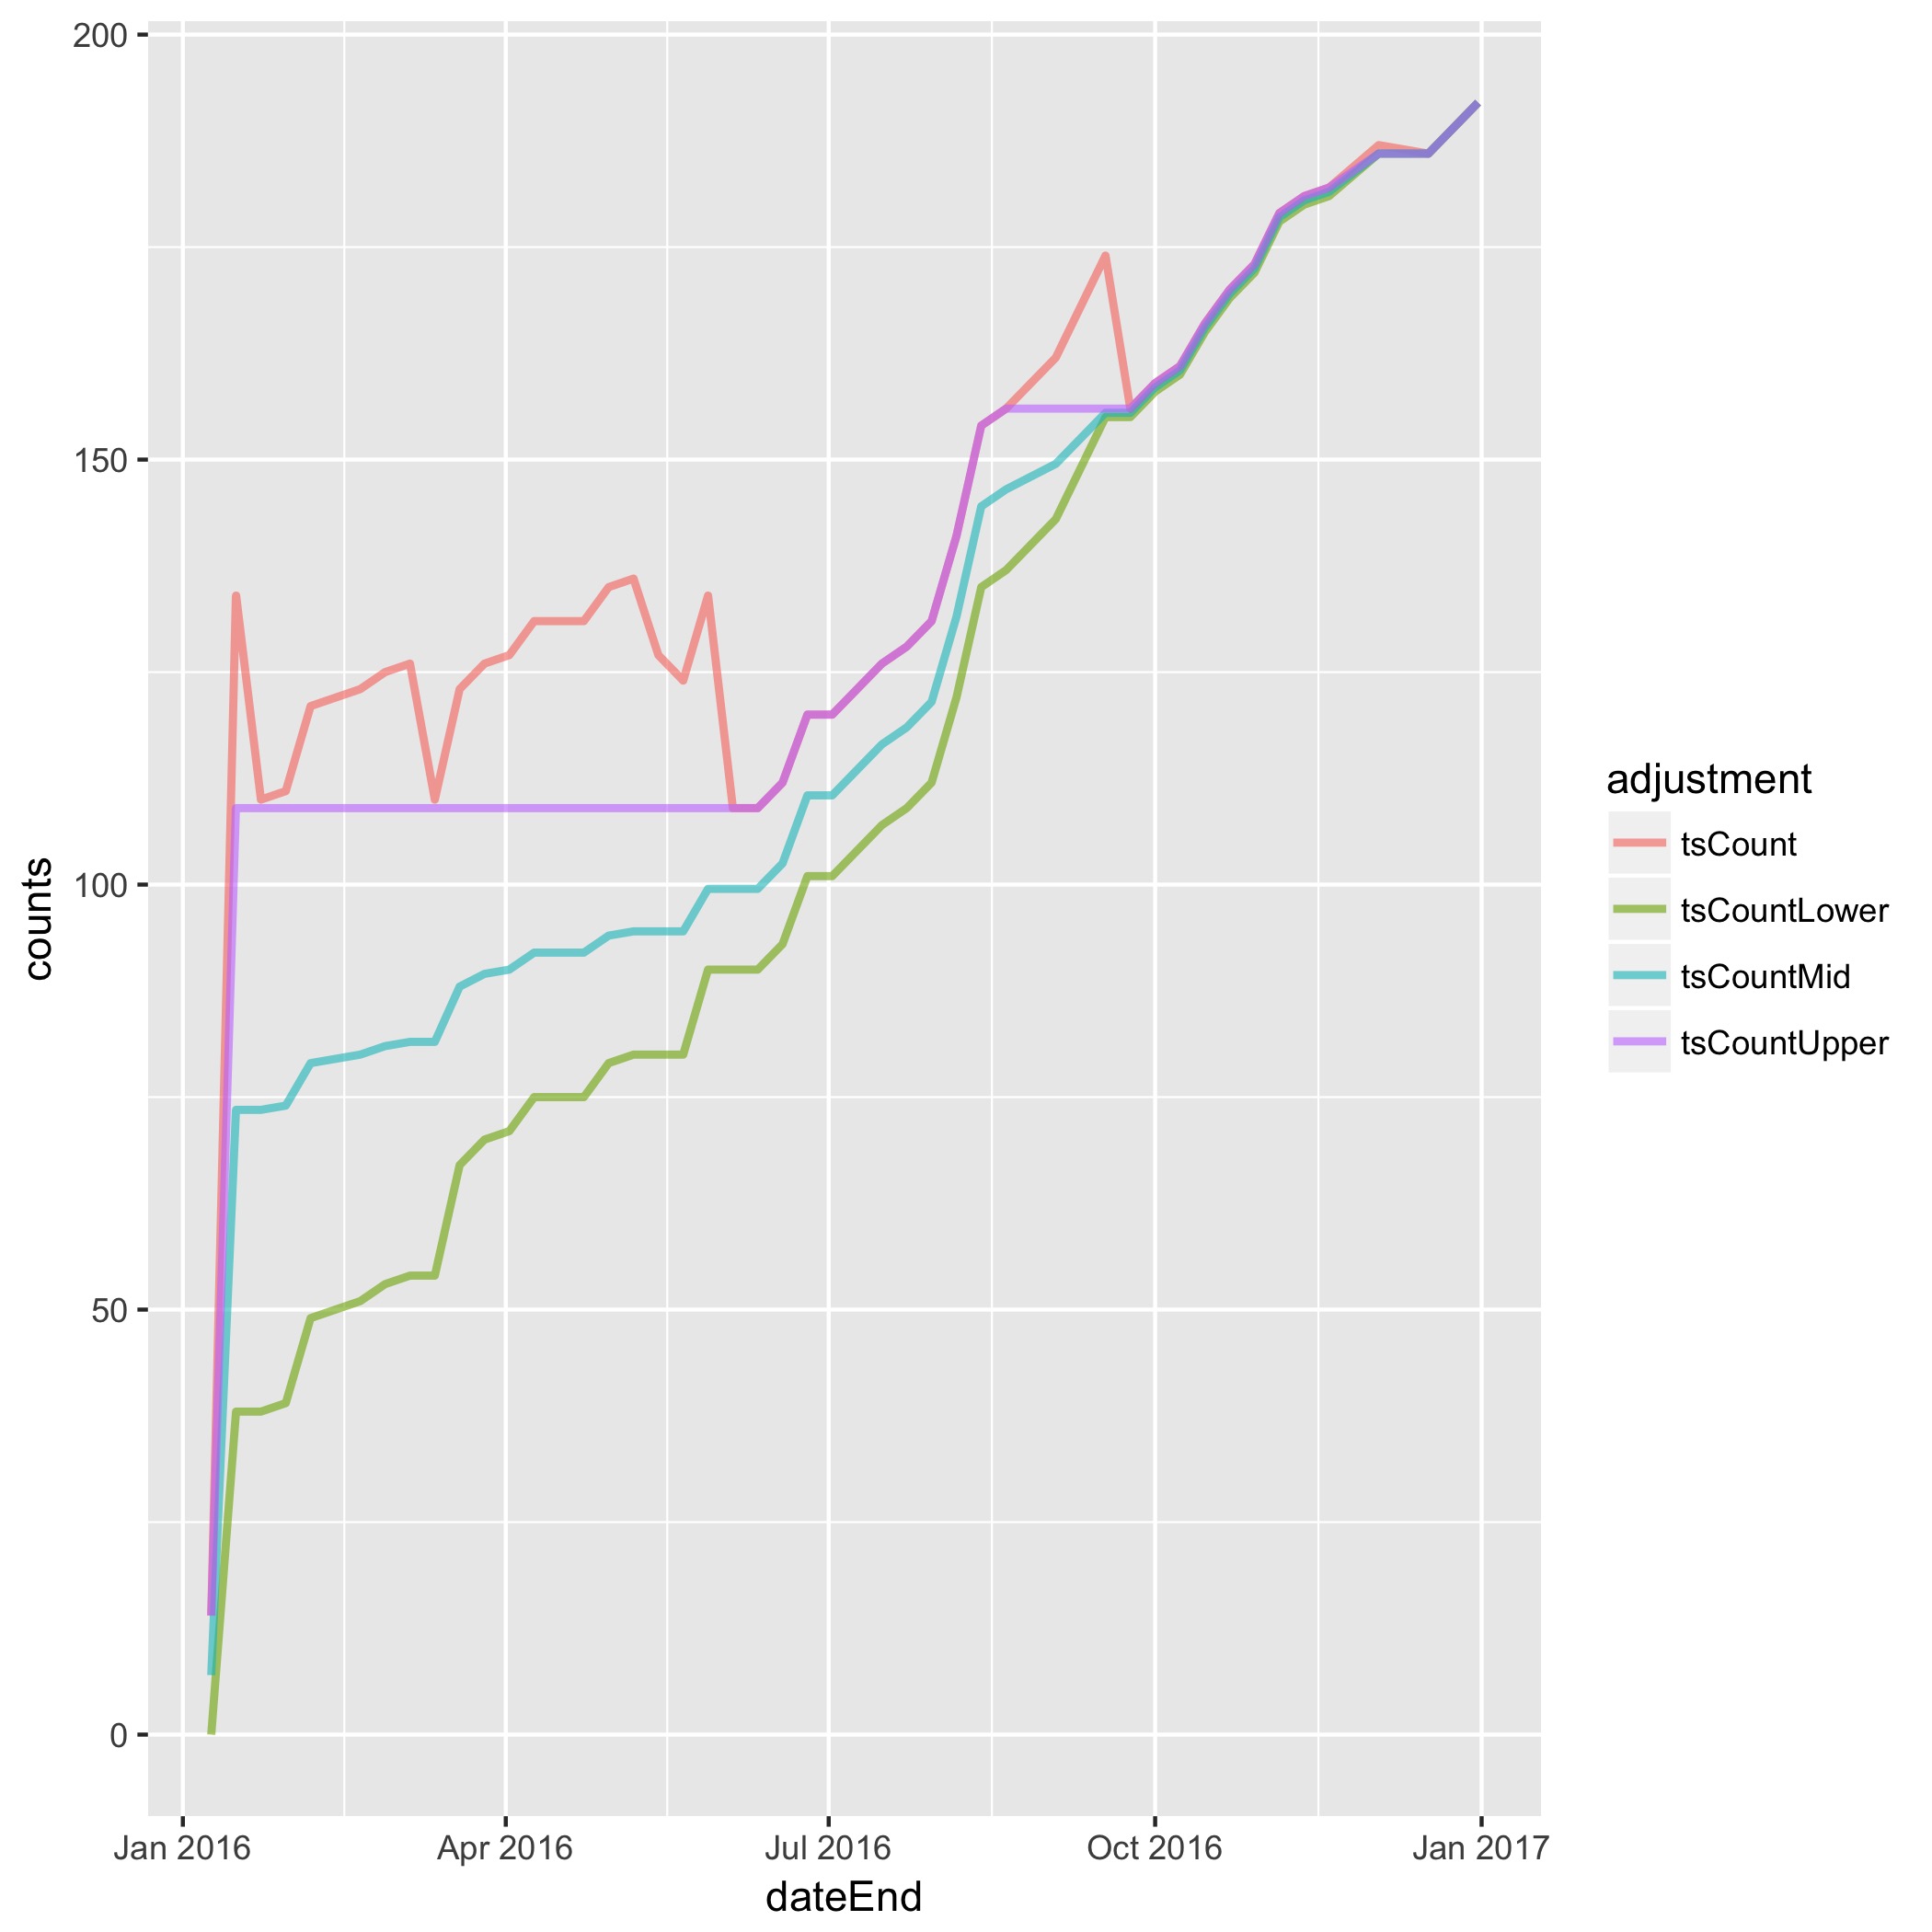 counts
200
150
100
50
0
Jan 2016 Apr 2016 Jul 2016 Oct 2016 Jan 2017
dateEnd
adjustment
tsCount
tsCountLower
tsCountMid
tsCountUpper